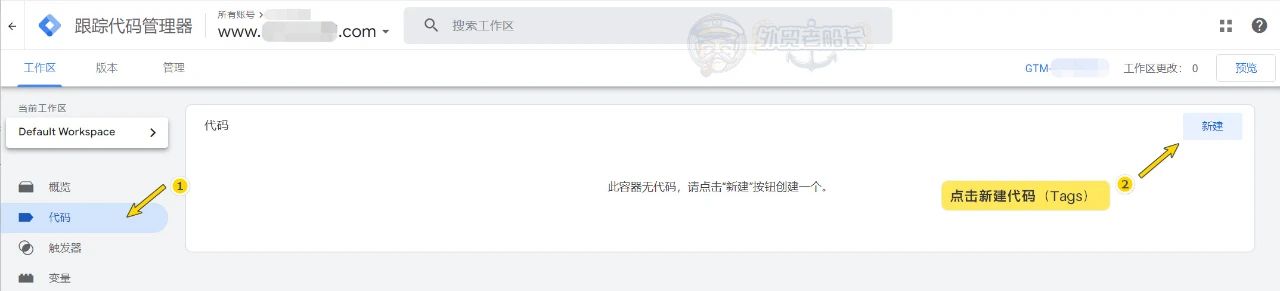 所有账号 >
跟踪代码管理器
www. .com
搜索工作区
外贸老船长
工作区
版本
管理
GTM-
工作区更改： 0
预览
当前工作区
Default Workspace
代码
新建
概览
1
此容器无代码，请点击“新建”按钮创建一个。
点击新建代码（Tags）
2
代码
触发器
变量